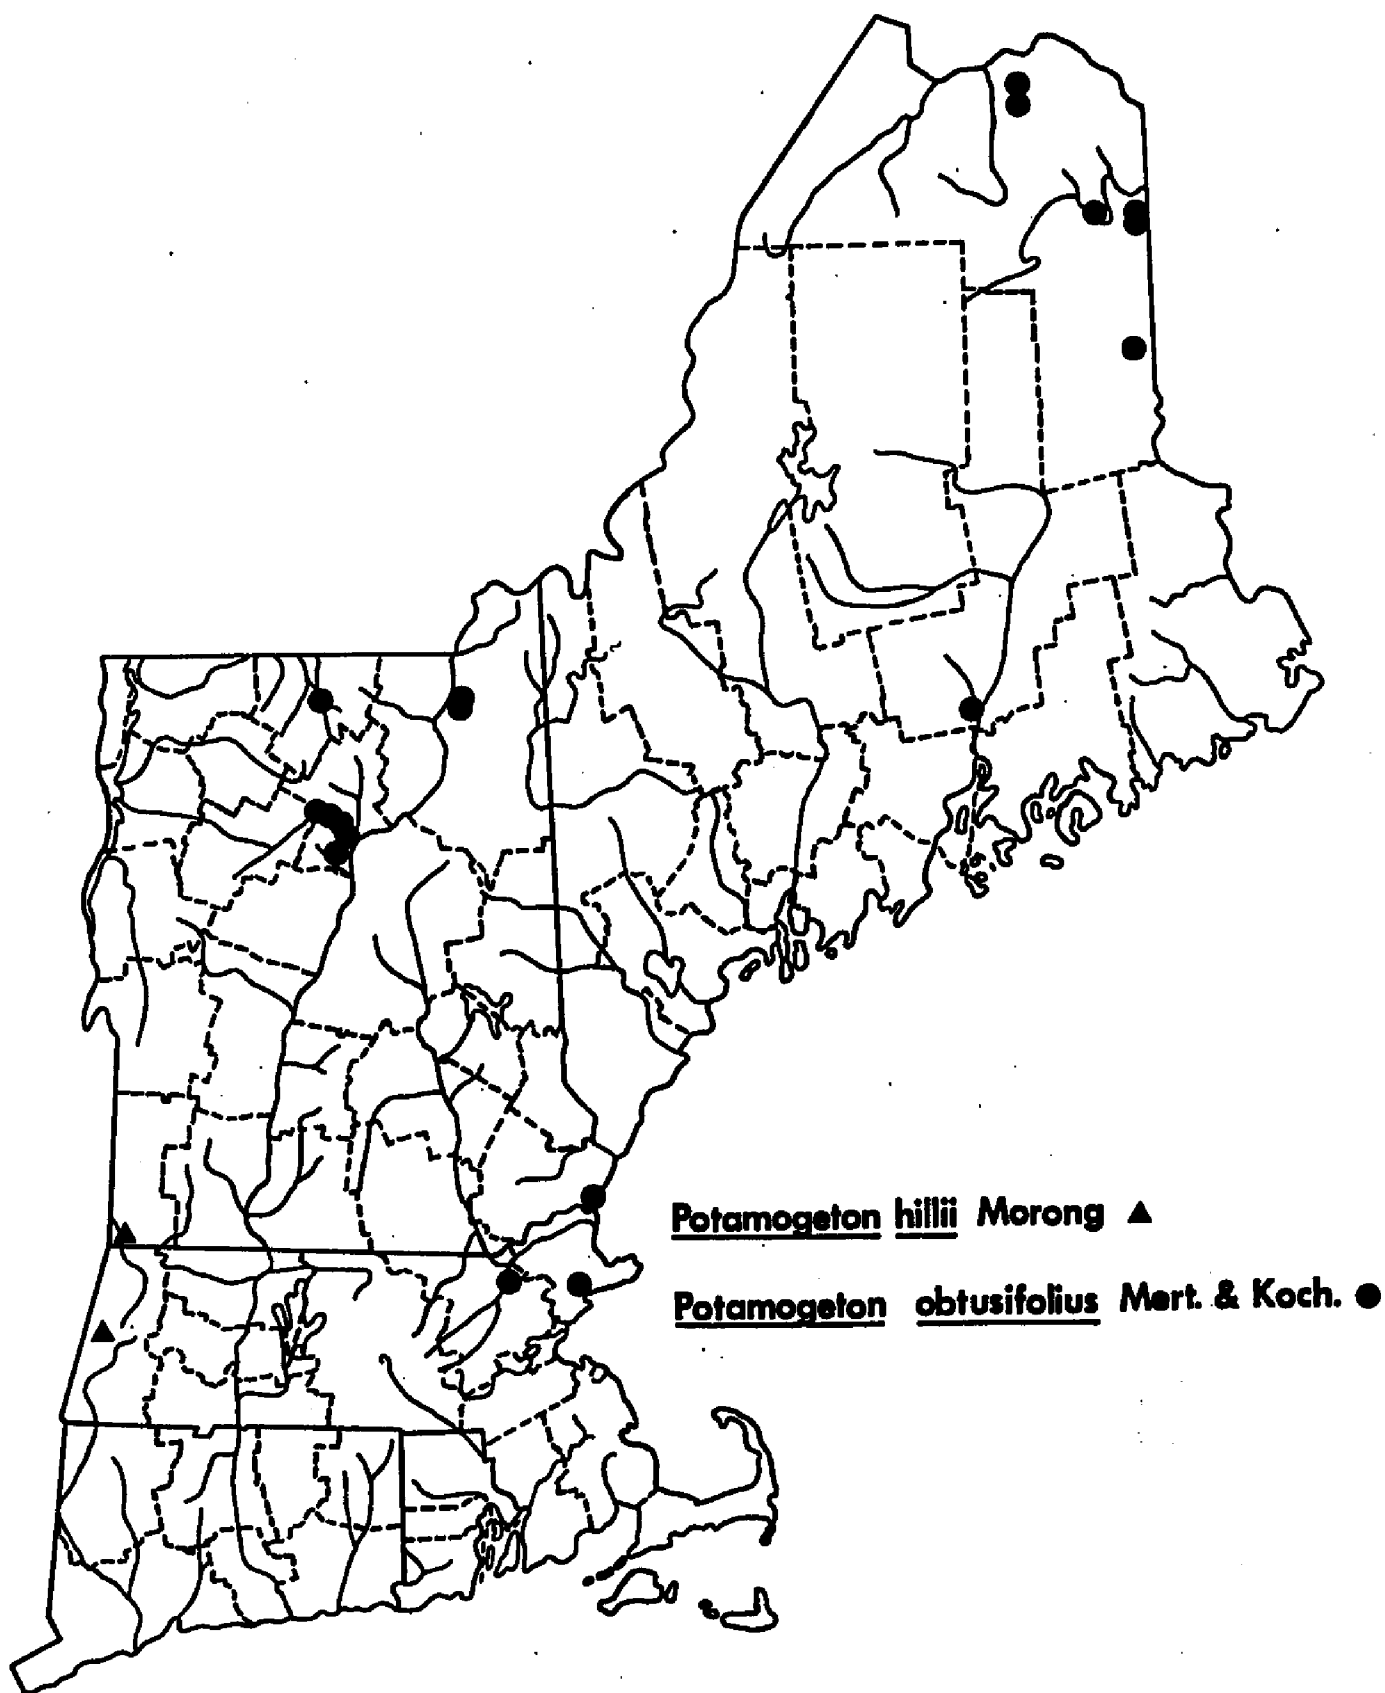 Potamogeton hillii Morong ▲
Potamogeton obtusifolius Mert. & Koch. ●